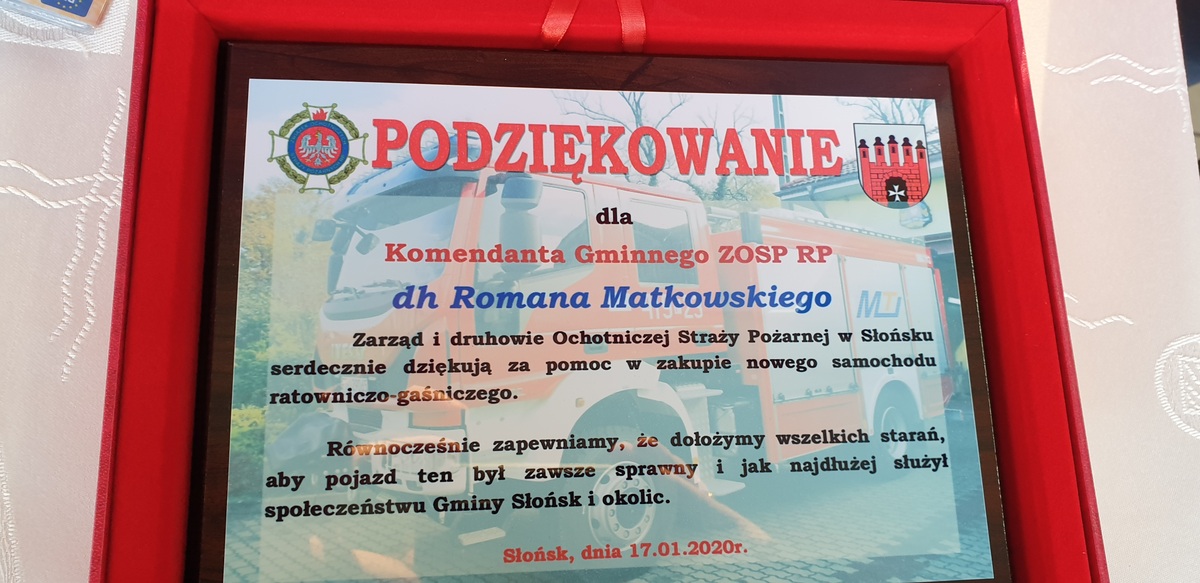 PODZIĘKOWANIE
dla
Komendanta Gminnego ZOSP RP
dh Romana Matkowskiego
Zarząd i druhowie Ochotniczej Straży Pożarnej w Słońsku
serdecznie dziękują za pomoc w zakupie nowego samochodu
ratowniczo-gaśniczego.
Równocześnie zapewniamy, że dołożymy wszelkich starań,
aby pojazd ten był zawsze sprawny i jak najdłużej służył
społeczeństwu Gminy Słońsk i okolic.
Słońsk, dnia 17.01.2020r.